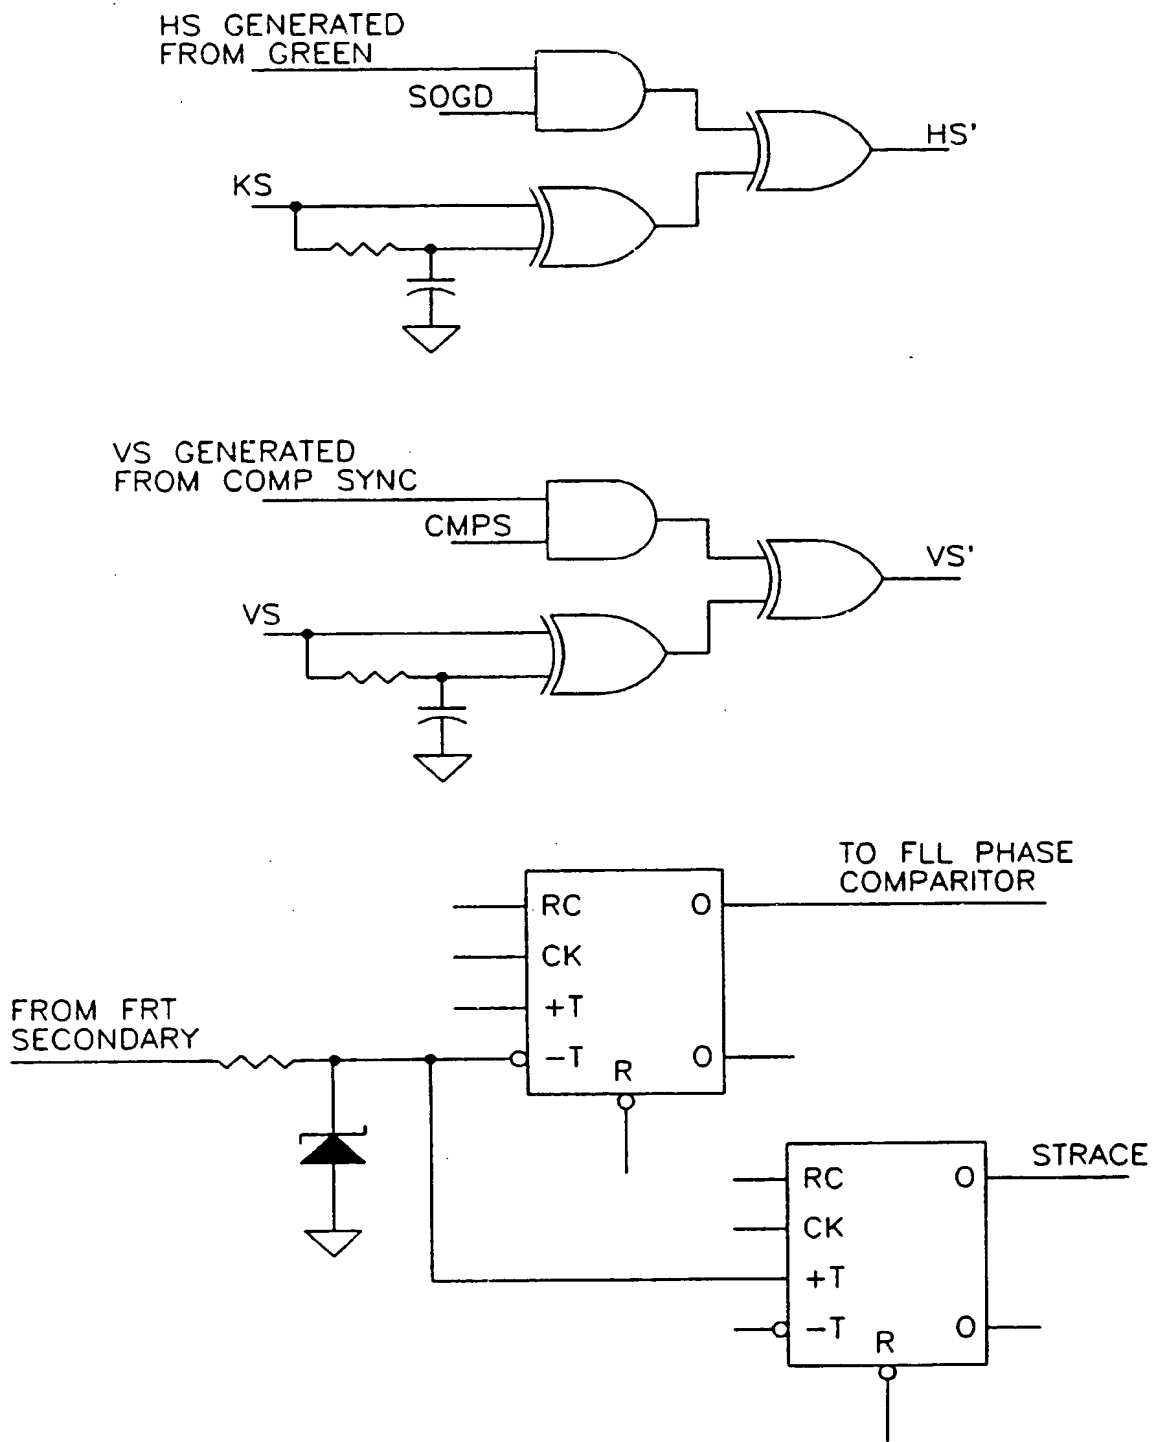 HS GENERATED
FROM GREEN
SOGD
HS'
KS
VS GENERATED
FROM COMP SYNC
CMPS
VS'
VS
TO FLL PHASE
COMPARITOR
RC
O
CK
+T
FROM FRT
SECONDARY
-T
O
R
STRACE
RC
O
CK
+T
-T
O
R